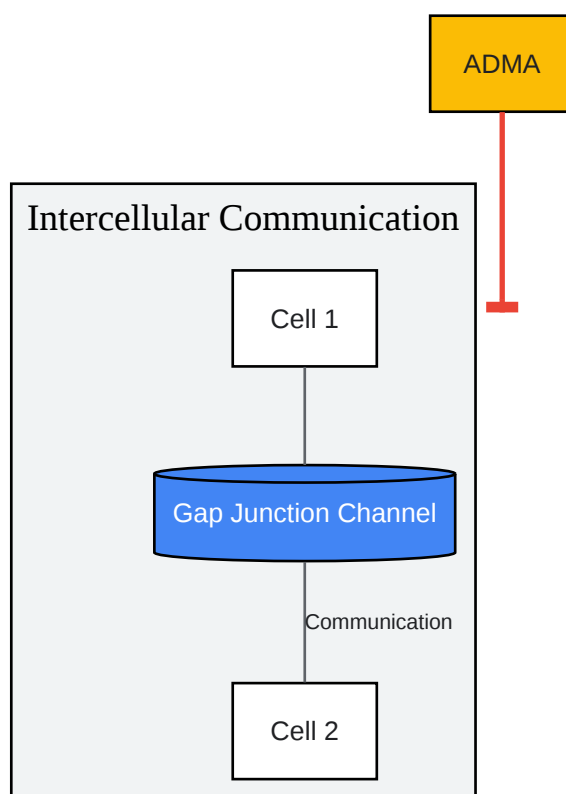 ADMA
Intercellular Communication
Cell 1
Gap Junction Channel
Communication
Cell 2